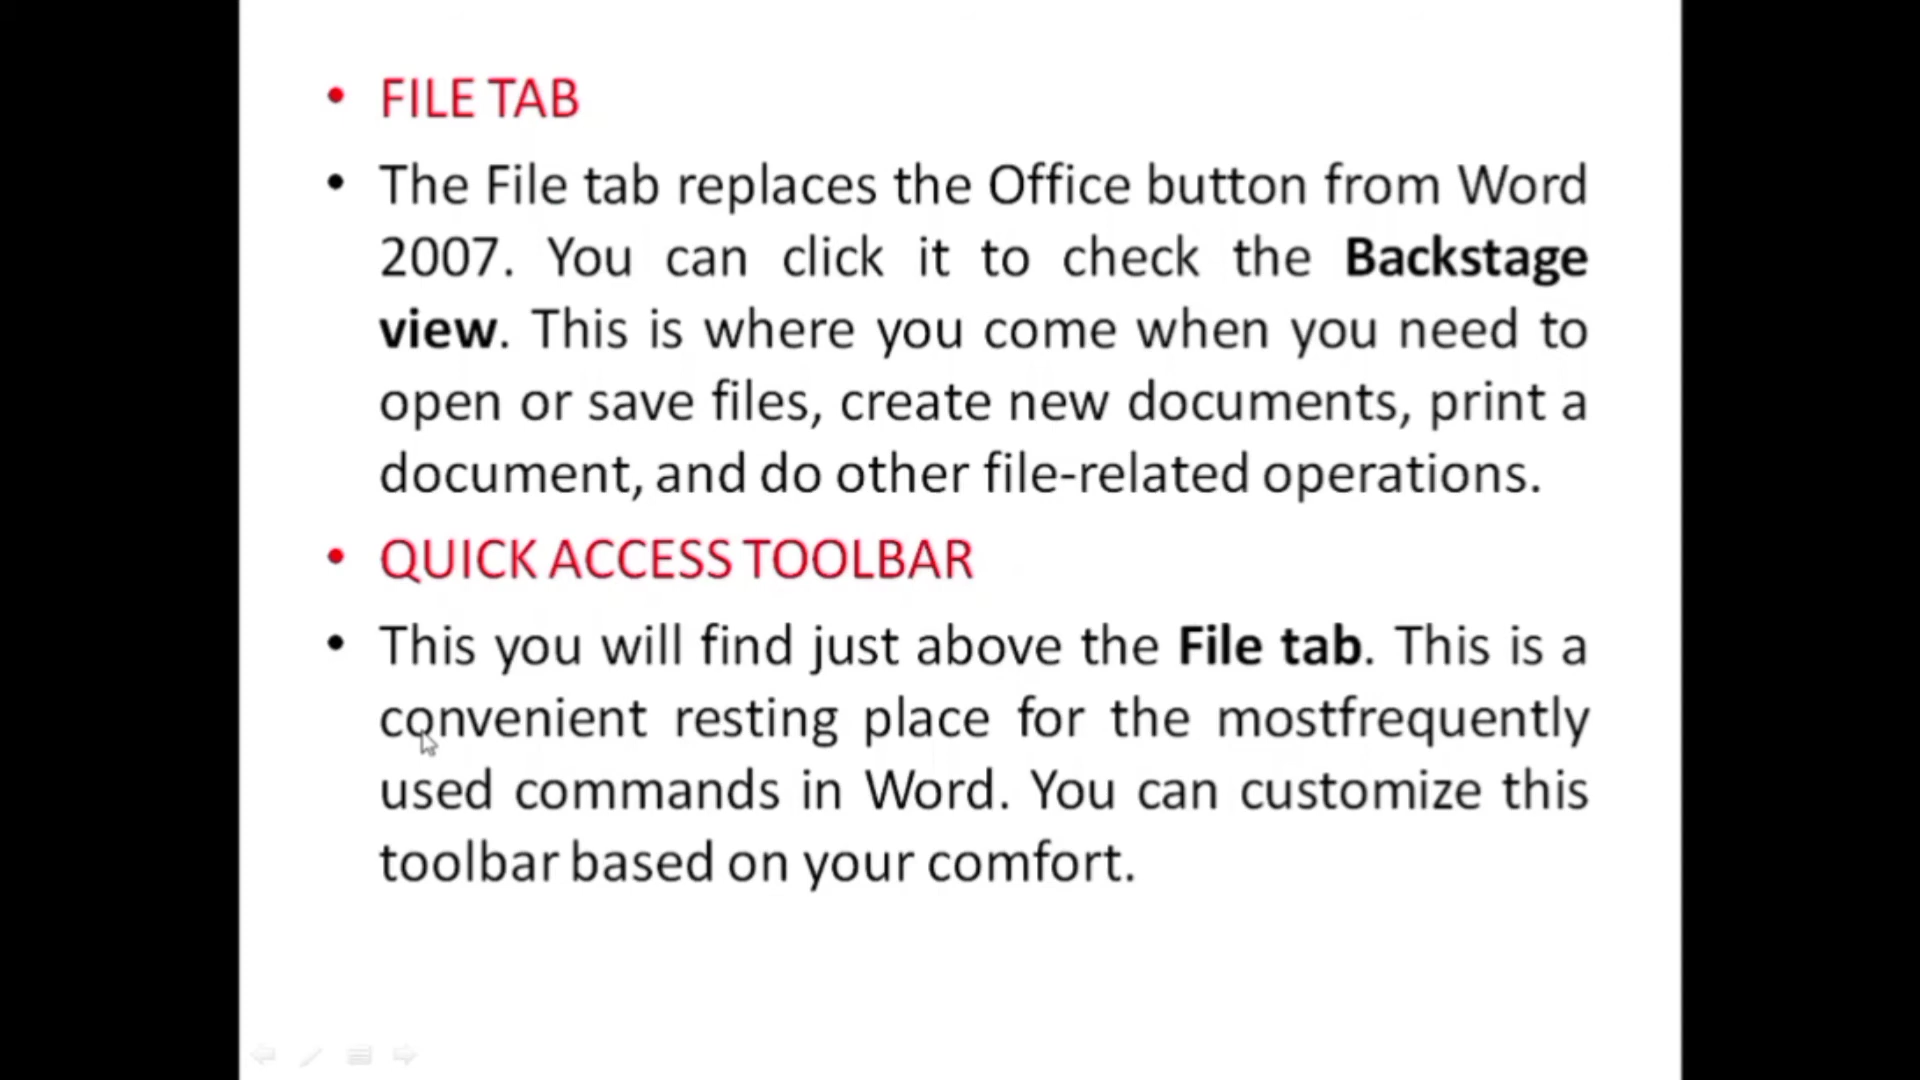 • FILE TAB
• The File tab replaces the Office button from Word
2007. You can click it to check the Backstage
view. This is where you come when you need to
open or save files, create new documents, print a
document, and do other file-related operations.
• QUICK ACCESS TOOLBAR
• This you will find just above the File tab. This is a
convenient resting place for the mostfrequently
used commands in Word. You can customize this
toolbar based on your comfort.